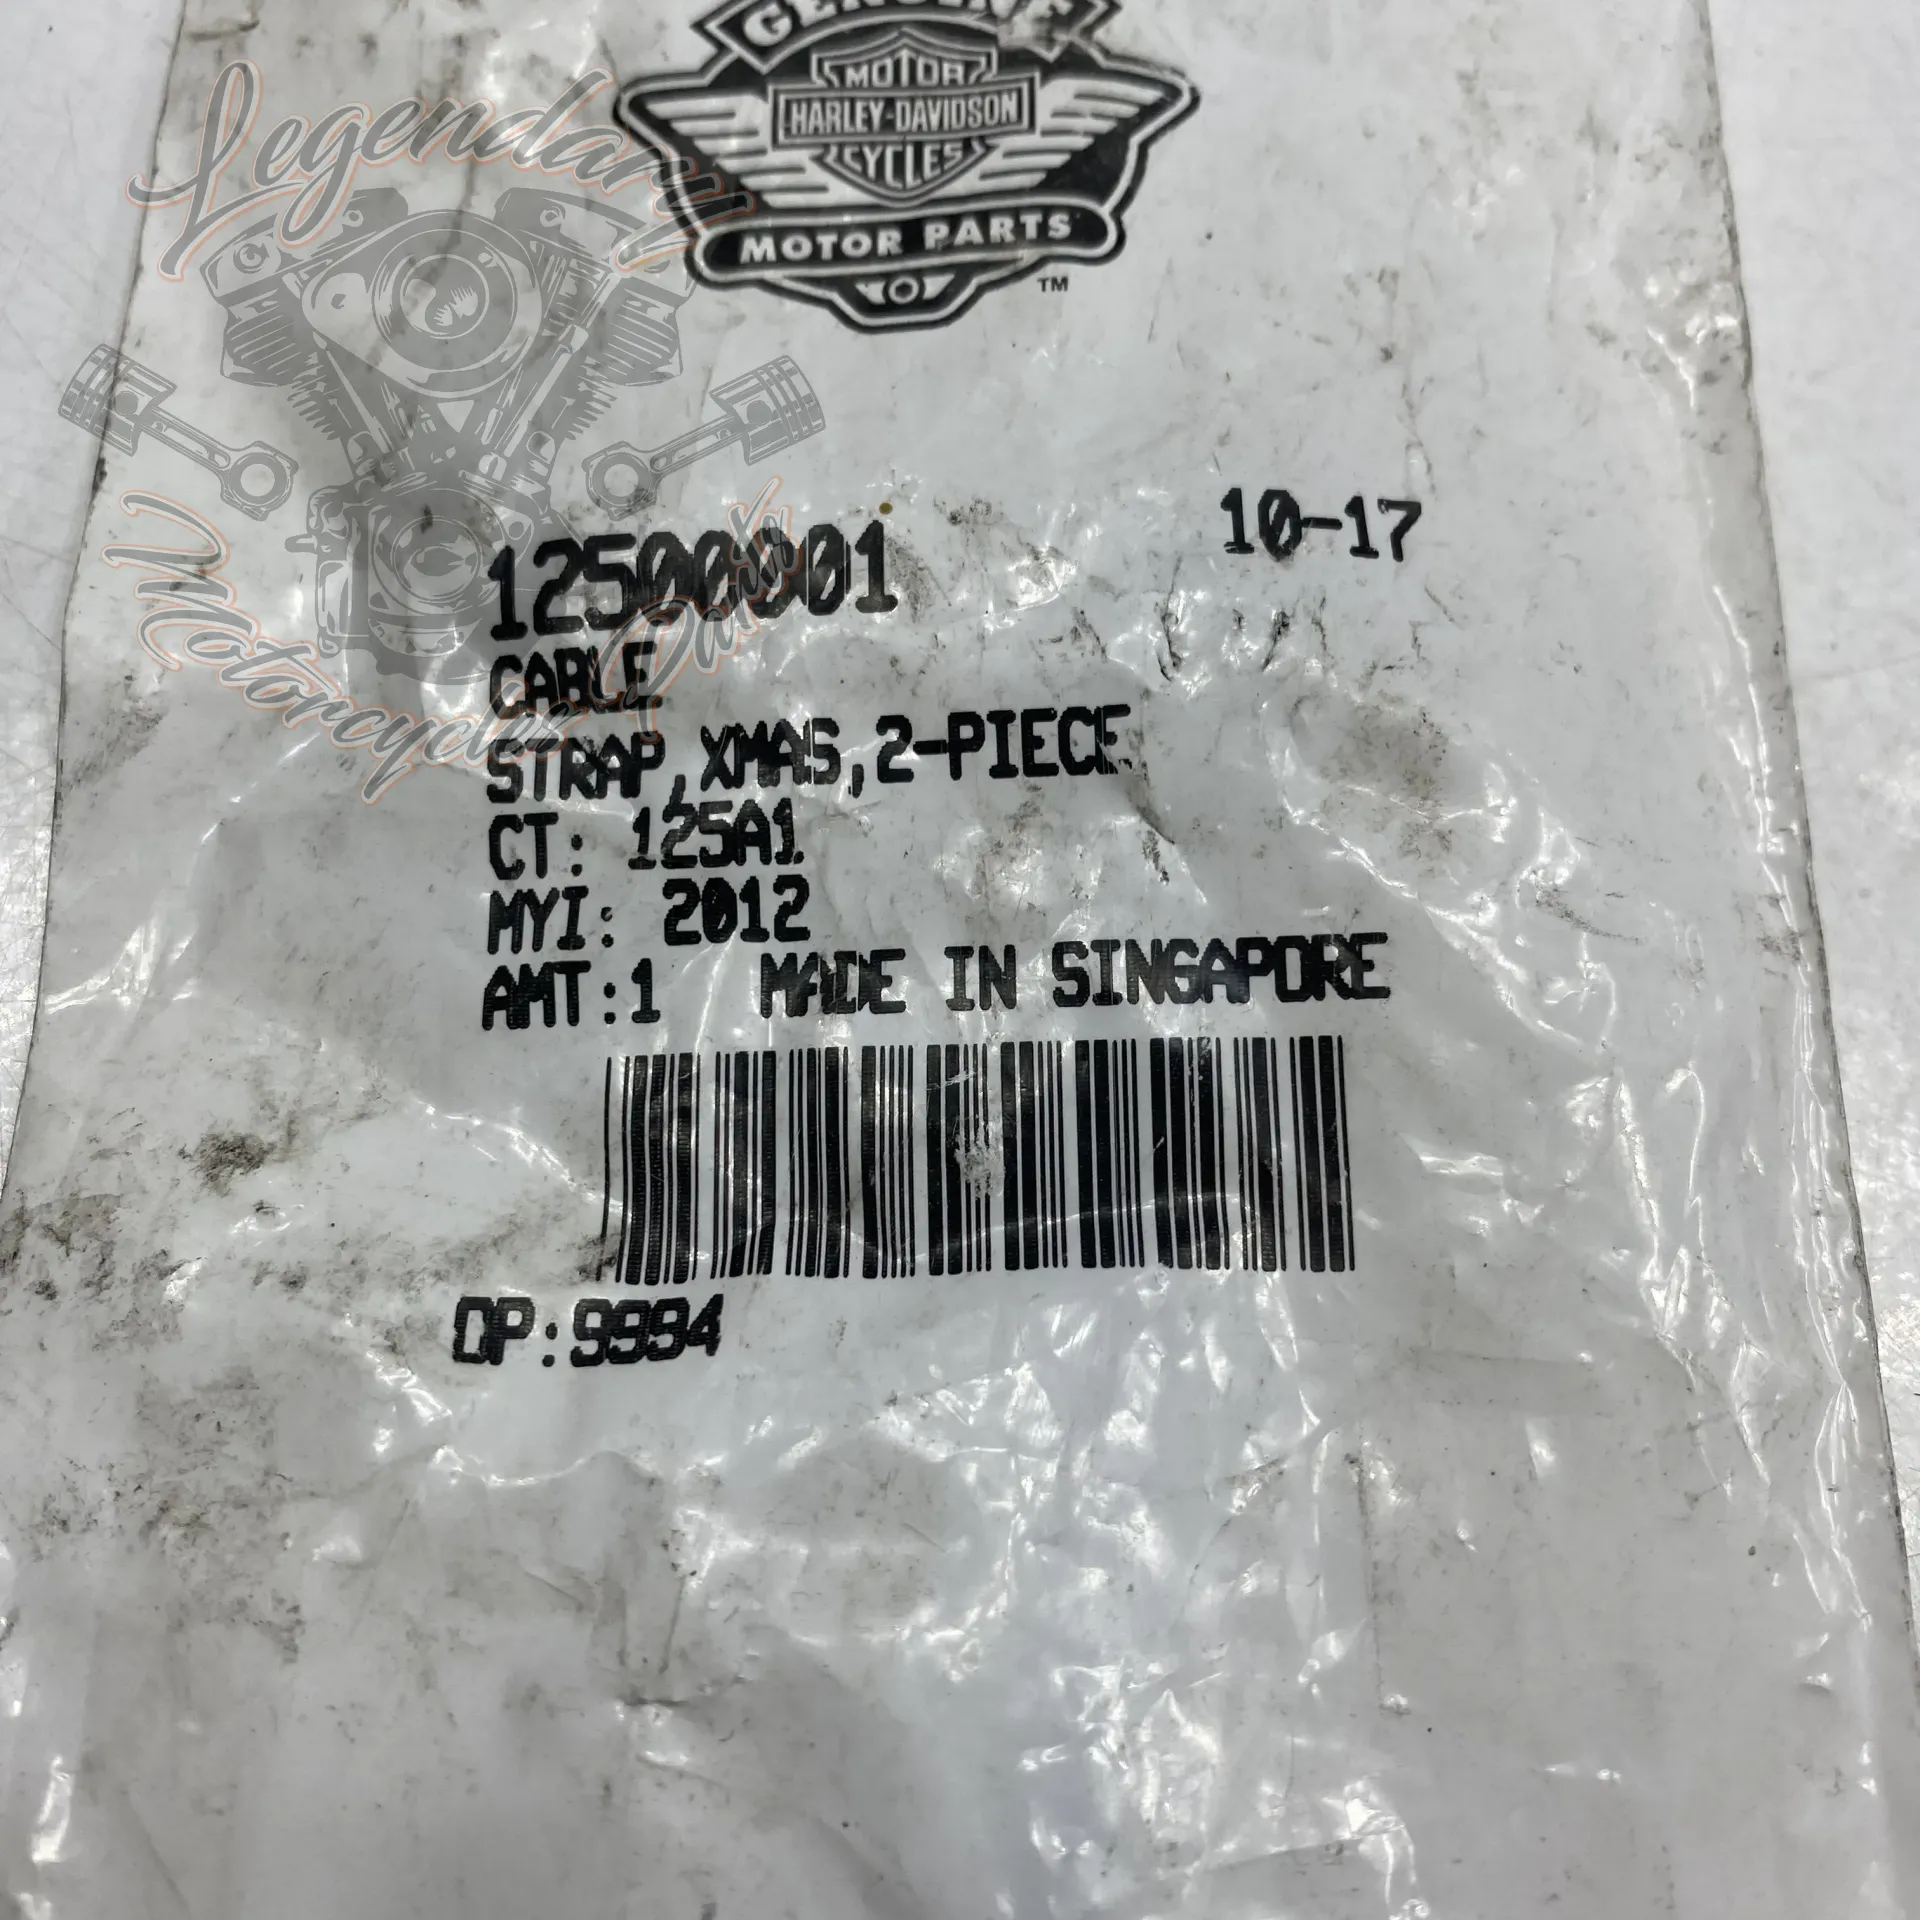 GENUINE
MOTOR
HARLEY-DAVIDSON
CYCLES
MOTOR PARTS
TM
Legendary
Motorcycles Parts
12500001
10-17
CABLE
STRAP,XMAS,2-PIECE
CT: 125A1
MYI: 2012
AMT:1 MADE IN SINGAPORE
OP:9994